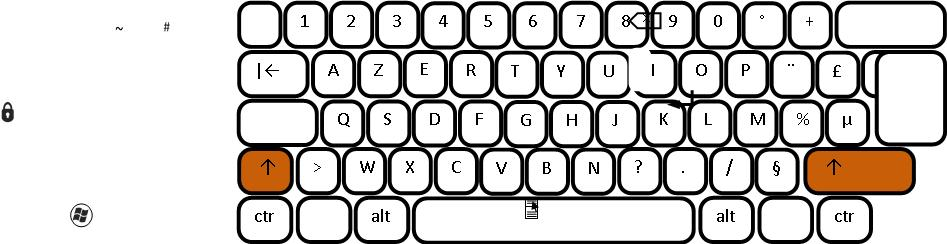 ~ # 1 2 3 4 5 6 7 8 9 0 ° +
|← A Z E R T Y U I O P ¨ £
Q S D F G H J K L M % µ
↑ > W X C V B N ? . / § ↑
ctr alt alt ctr